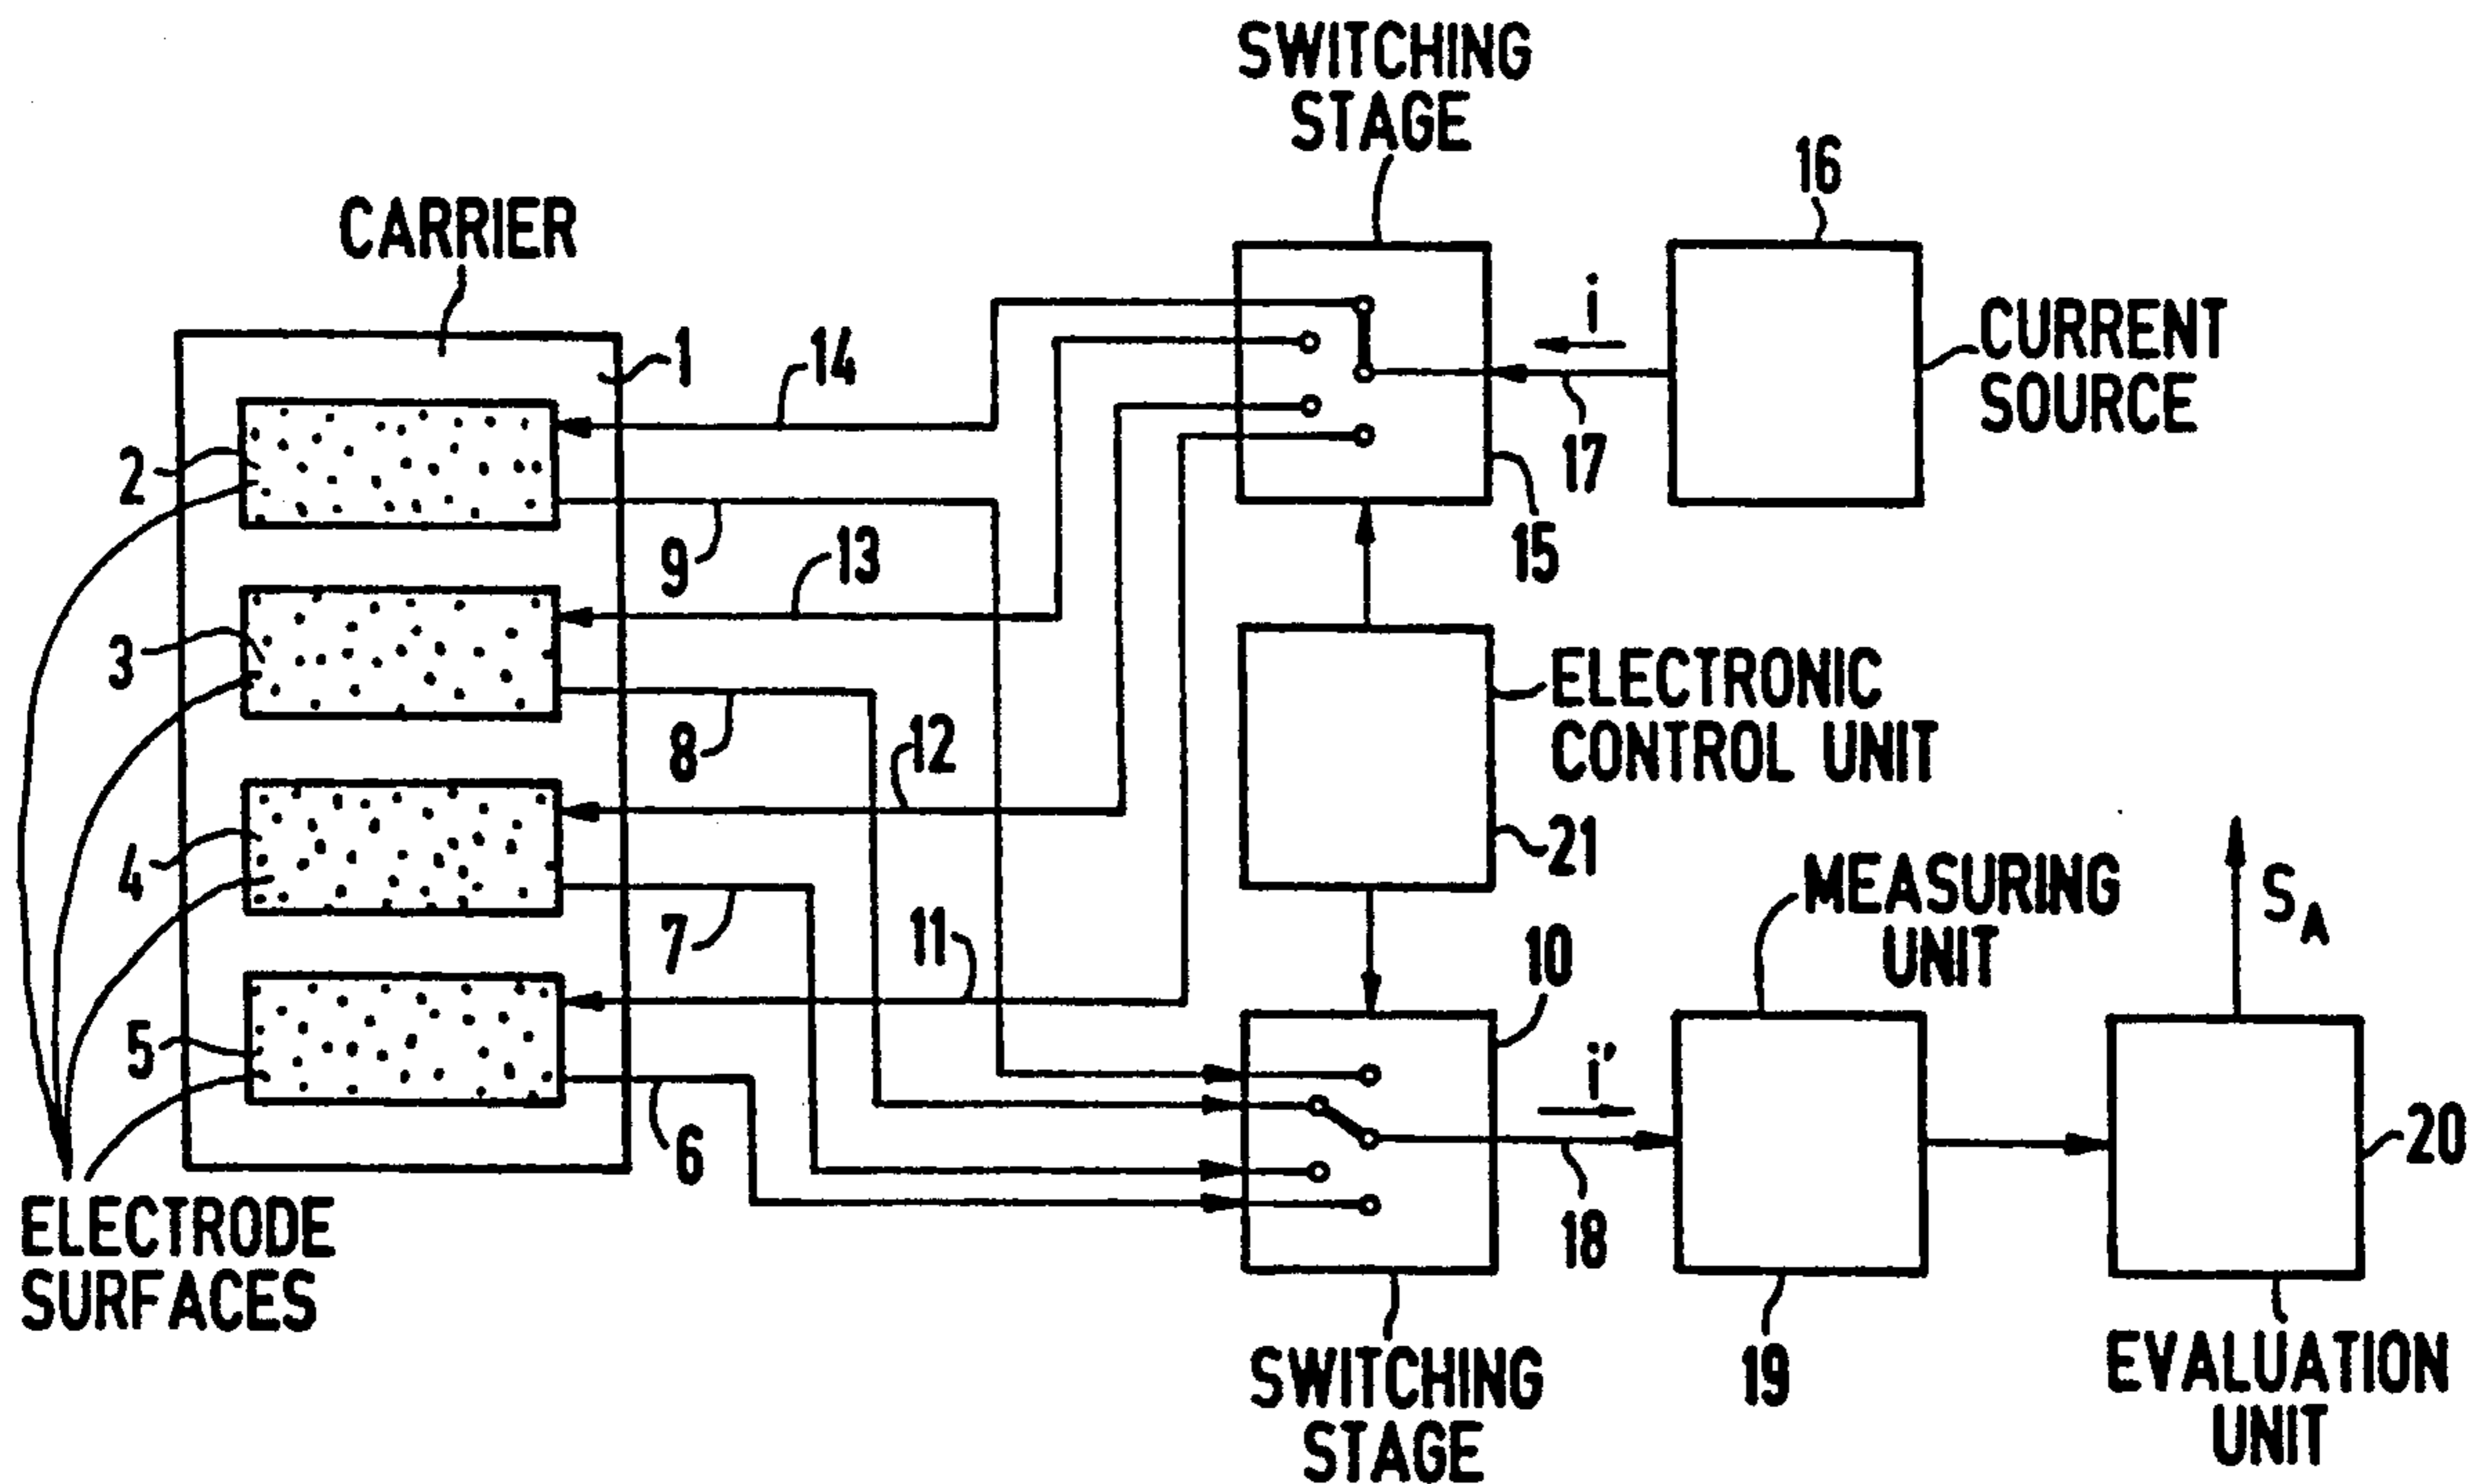 SWITCHING
STAGE
16
CARRIER
i
CURRENT
SOURCE
1
14
2
17
15
9
13
3
ELECTRONIC
CONTROL UNIT
8
12
21
4
MEASURING
UNIT
S A
7
11
10
5
i'
20
6
18
ELECTRODE
SURFACES
19
SWITCHING
STAGE
EVALUATION
UNIT